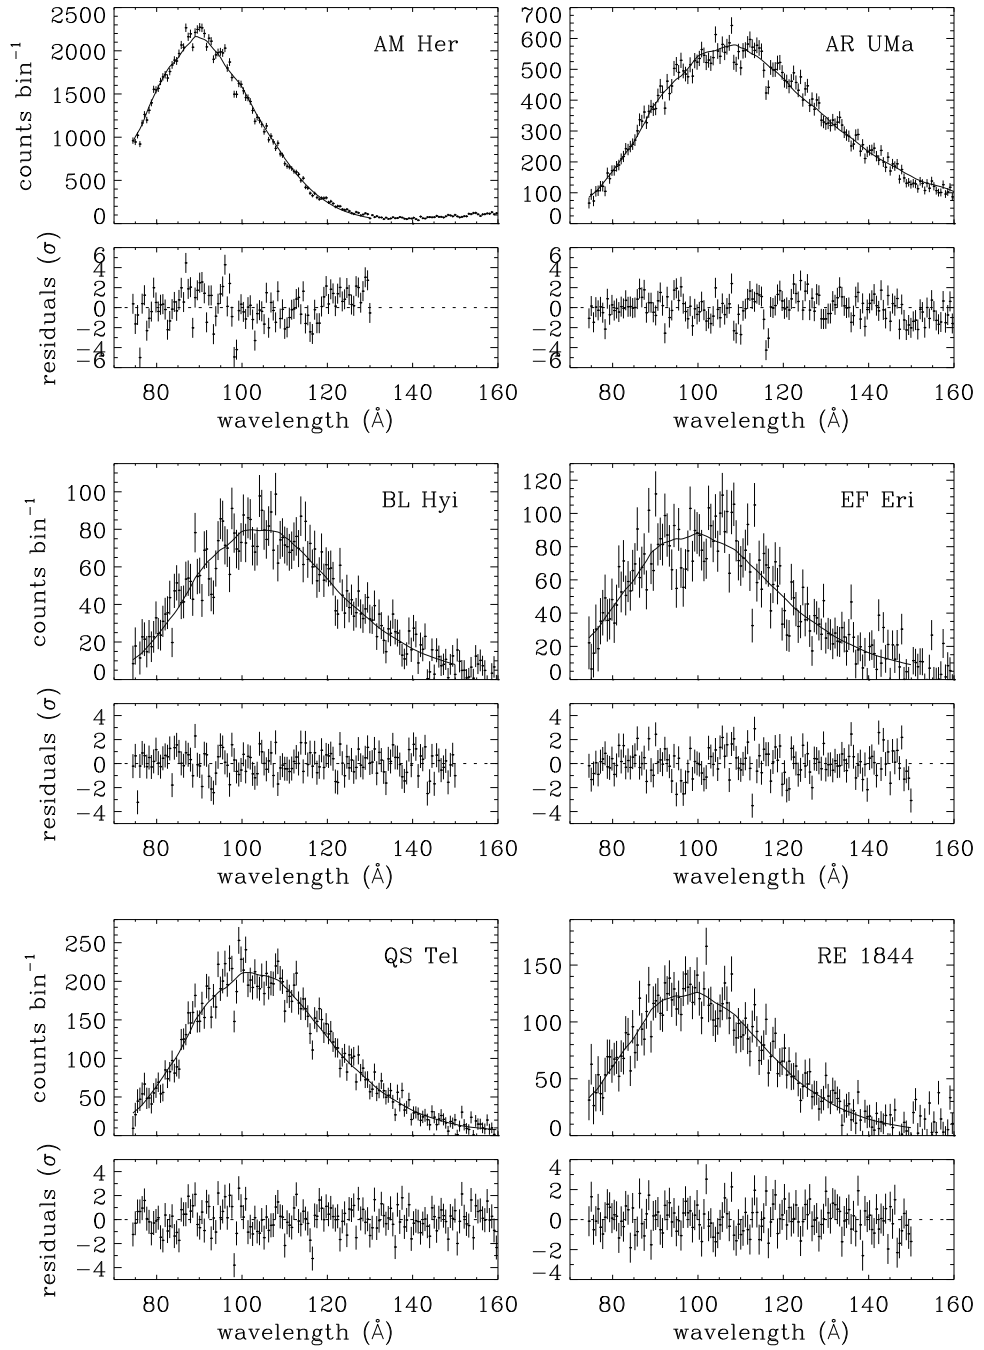 AM Her
counts bin⁻¹
2500
2000
1500
1000
500
0
residuals (σ)
6
4
2
0
−2
−4
−6
80 100 120 140 160
wavelength (Å)
AR UMa
700
600
500
400
300
200
100
0
6
4
2
0
−2
−4
−6
80 100 120 140 160
wavelength (Å)
BL Hyi
counts bin⁻¹
100
80
60
40
20
0
residuals (σ)
4
2
0
−2
−4
80 100 120 140 160
wavelength (Å)
EF Eri
120
100
80
60
40
20
0
4
2
0
−2
−4
80 100 120 140 160
wavelength (Å)
QS Tel
counts bin⁻¹
250
200
150
100
50
0
residuals (σ)
4
2
0
−2
−4
80 100 120 140 160
wavelength (Å)
RE 1844
150
100
50
0
4
2
0
−2
−4
80 100 120 140 160
wavelength (Å)